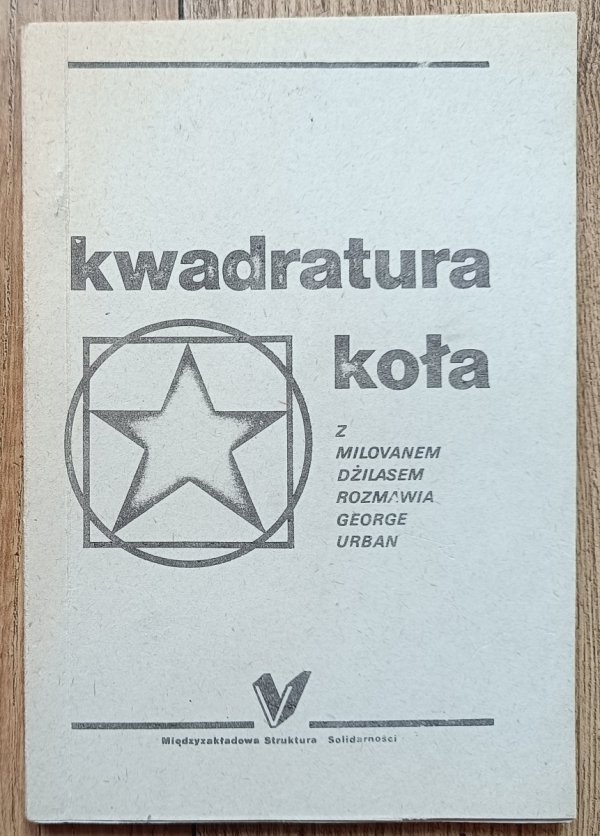 kwadratura
koła
Z
MILOVANEM
DŻILASEM
ROZMAWIA
GEORGE
URBAN
V
Międzyzakładowa Struktura Solidarności